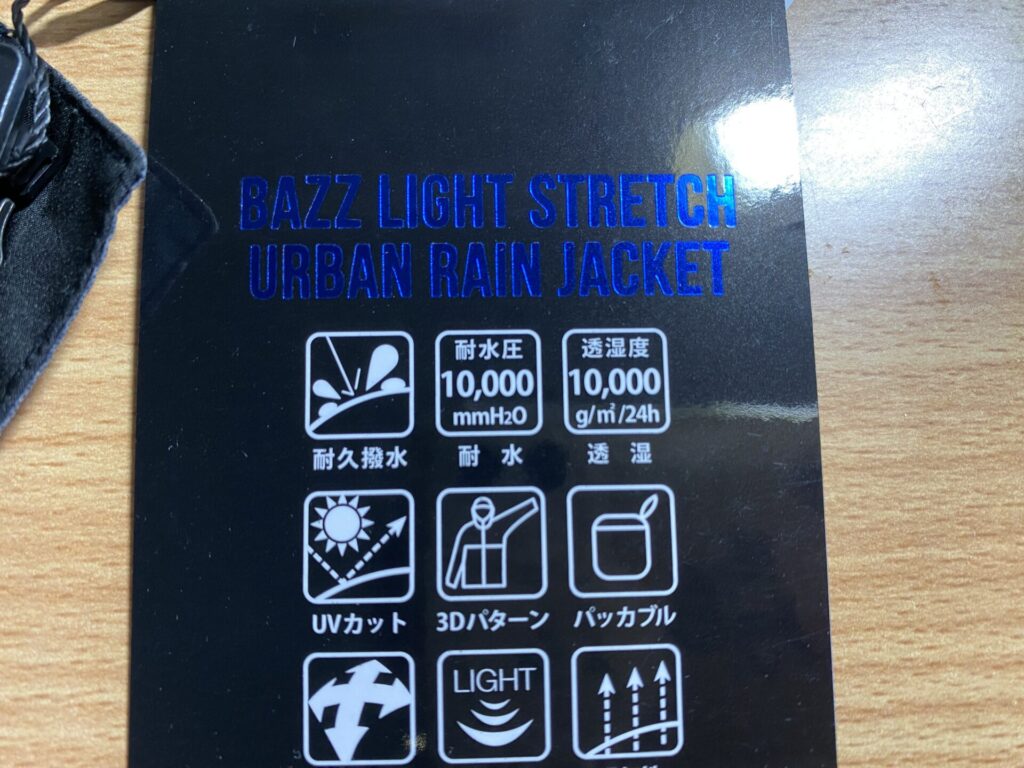 BAZZ LIGHT STRETCH
URBAN RAIN JACKET
耐水圧
10,000
mmH2O
透湿度
10,000
g/㎡/24h
耐久撥水
耐水
透湿
UVカット
3Dパターン
パッカブル
LIGHT